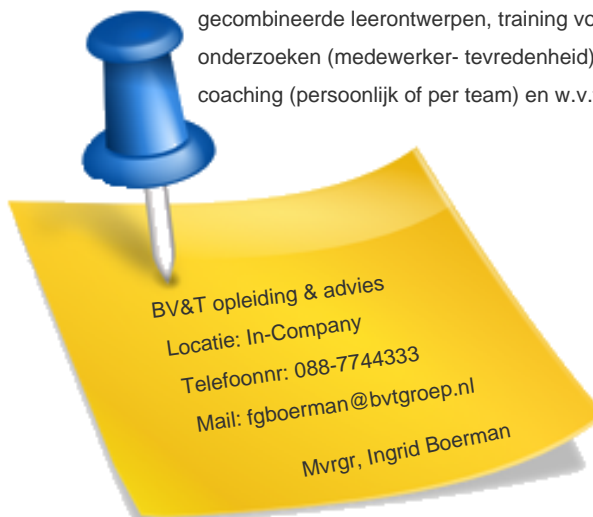 gecombineerde leerontwerpen, training
onderzoeken (medewerker- tevredenheid)
coaching (persoonlijk of per team) en w.v.
BV&T opleiding & advies
Locatie: In-Company
Telefoonnr: 088-7744333
Mail: fgboerman@bvtgroep.nl
Mvrgr, Ingrid Boerman